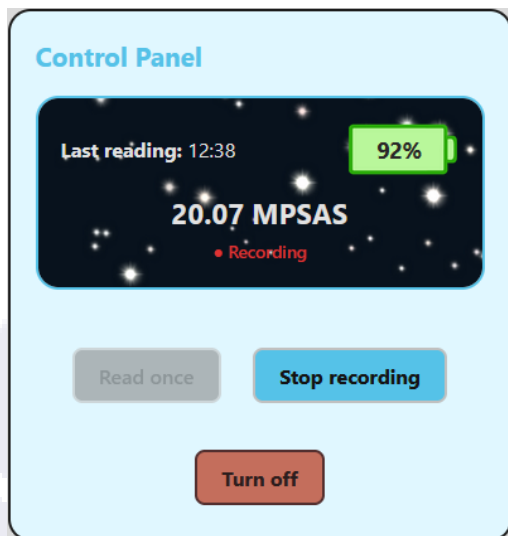 Control Panel
Last reading: 12:38
92%
20.07 MPSAS
• Recording
Read once
Stop recording
Turn off